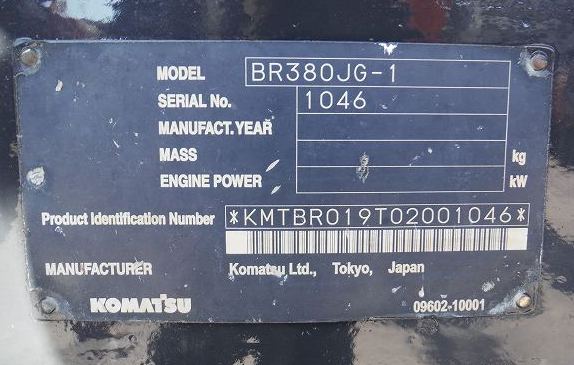 MODEL BR380JG-1
SERIAL No. 1046
MANUFACT.YEAR
MASS kg
ENGINE POWER kW
Product Identification Number *KMTBR019T02001046*
MANUFACTURER Komatsu Ltd., Tokyo, Japan
KOMATSU 09602-10001